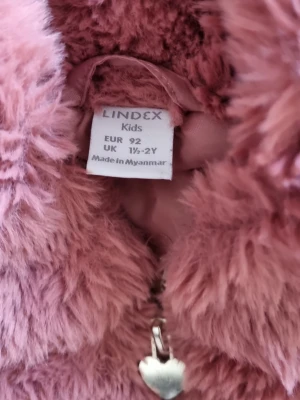 LINDEX
Kids
EUR 92
UK 1½-2Y
Made in Myanmar